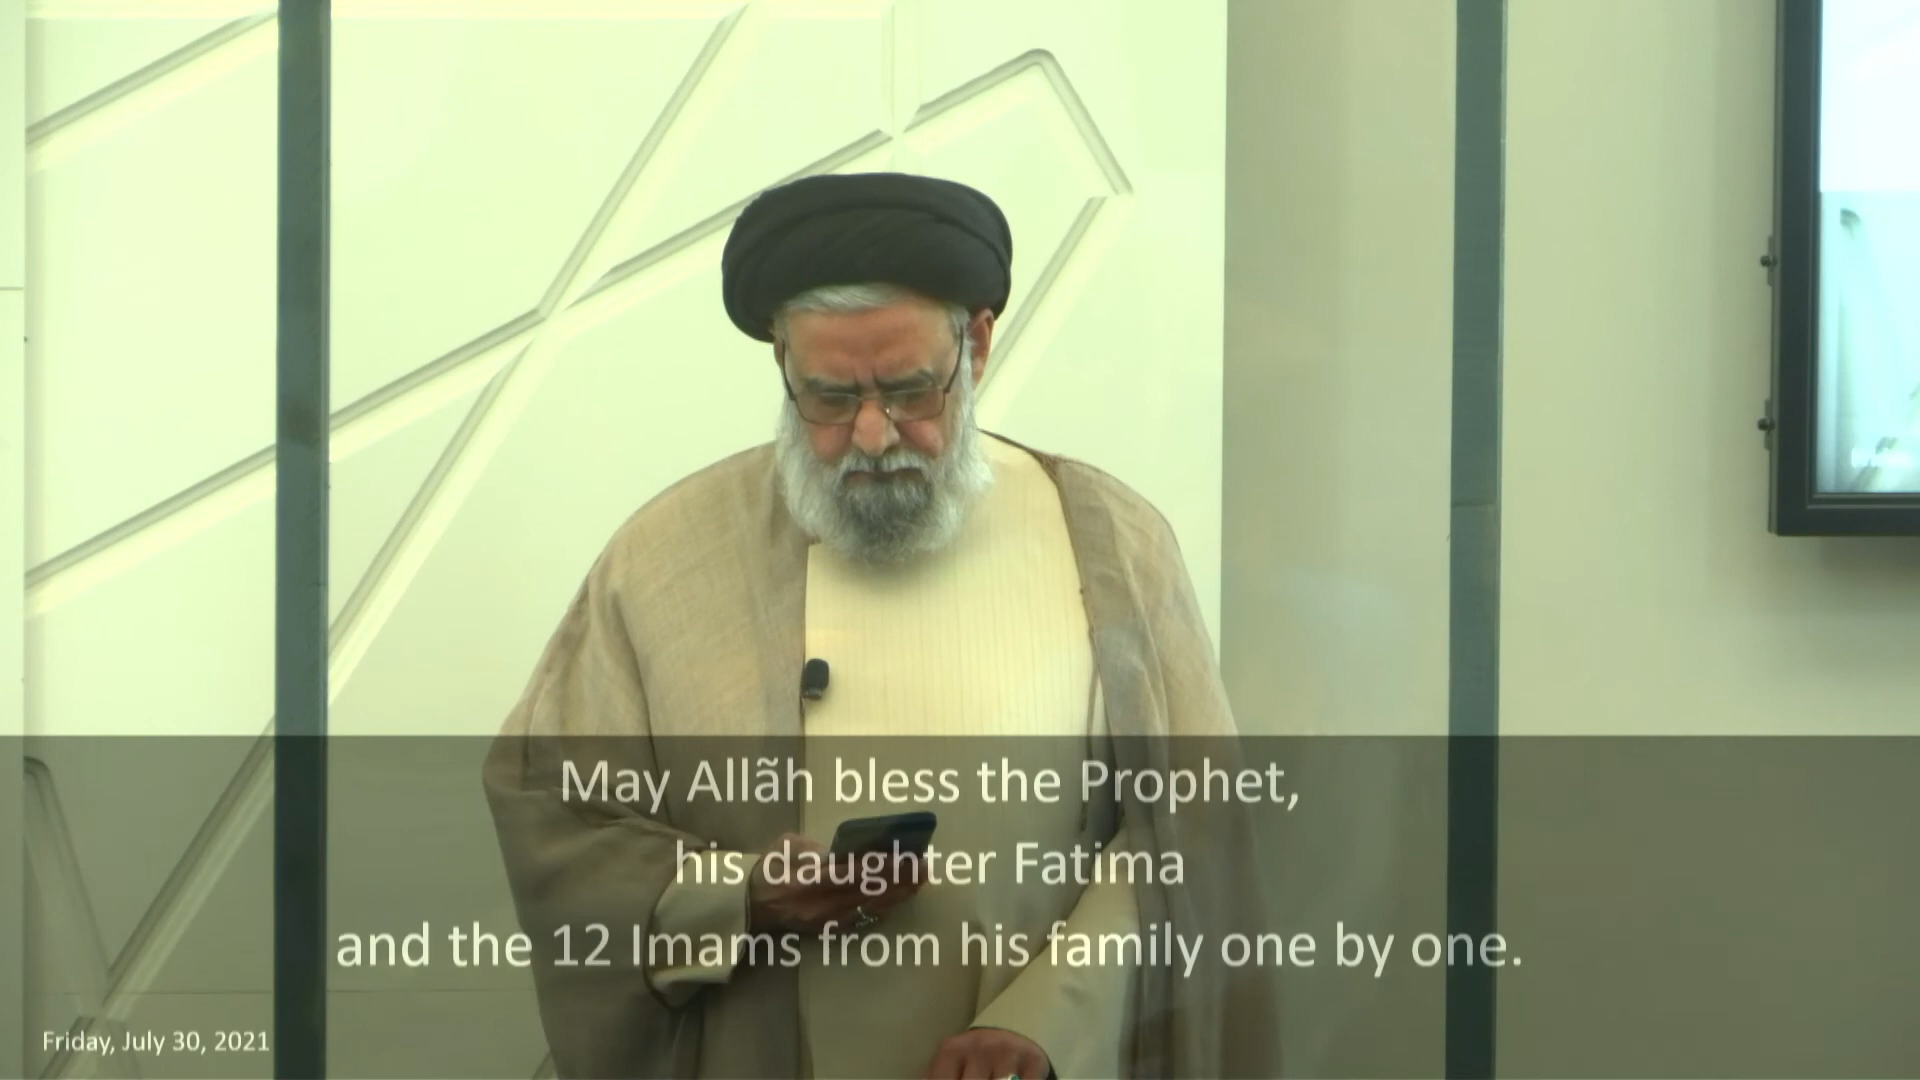 May Allãh bless the Prophet,
his daughter Fatima
and the 12 Imams from his family one by one.
Friday, July 30, 2021